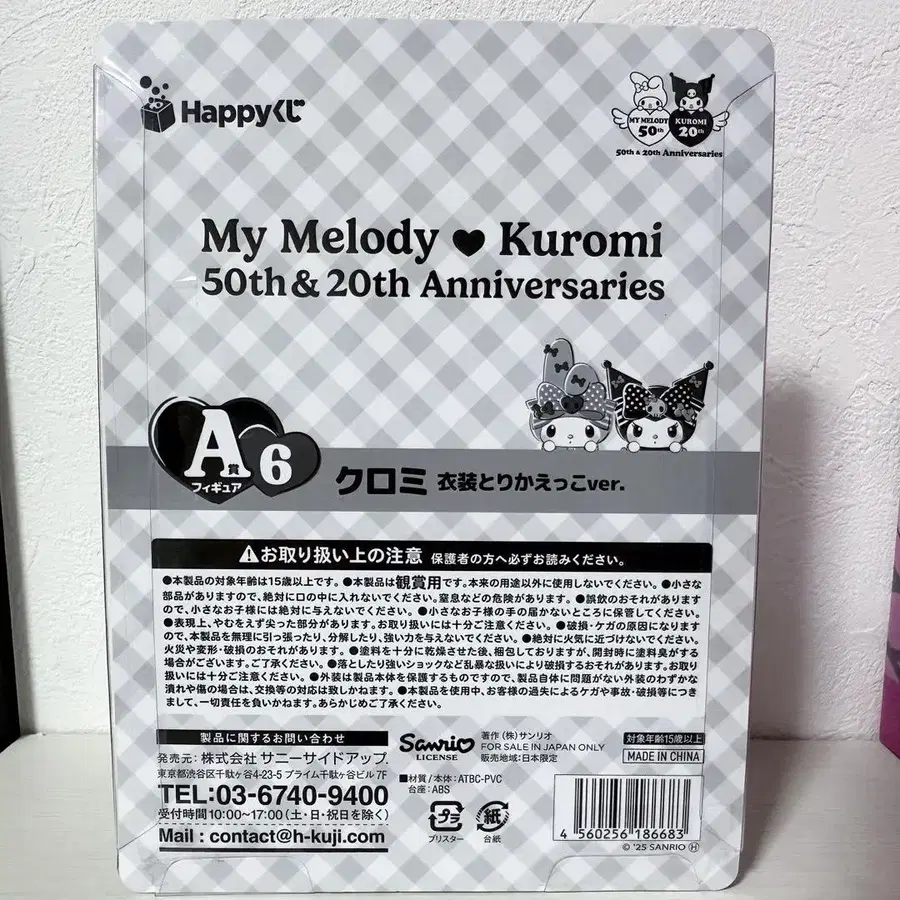 Happyくじ
MY MELODY 50th
KUROMI 20th
50th & 20th Anniversaries
My Melody ♥ Kuromi
50th & 20th Anniversaries
A賞
フィギュア
6
クロミ 衣装とりかえっこver.
⚠お取り扱い上の注意 保護者の方へ必ずお読みください。
●本製品の対象年齢は15歳以上です。●本製品は観賞用です。本来の用途以外に使用しないでください。●小さな
部品がありますので、絶対に口の中に入れないでください。窒息などの危険があります。●誤飲のおそれがあります
ので、小さなお子様には絶対に与えないでください。●小さなお子様の手の届かないところに保管してください。
●表現上、やむをえず尖った部分があります。お取り扱いには十分ご注意ください。●破損・ケガの原因になります
ので、本製品を無理に引っ張ったり、分解したり、強い力を与えないでください。●絶対に火気に近づけないでください。
火災や変形・破損のおそれがあります。●塗料を十分に乾燥させた後、梱包しておりますが、開封時に塗料臭がする
場合がございます。ご了承ください。●落としたり強いショックなど乱暴な扱いにより破損するおそれがあります。お取り
扱いには十分ご注意ください。●外装は製品本体を保護するものですので、製品自体に問題がない外装のわずかな
潰れや傷の場合は、交換等の対応は致しかねます。●本製品を使用中、お客様の過失によるケガや事故・破損等につき
まして、一切責任を負いかねます。あらかじめご了承ください。
製品に関するお問い合わせ
発売元:株式会社 サニーサイドアップ
東京都渋谷区千駄ヶ谷4-23-5 プライム千駄ヶ谷ビル 7F
TEL:03-6740-9400
受付時間 10:00~17:00 (土・日・祝日を除く)
Mail : contact@h-kuji.com
Sanrio
LICENSE
著作 (株) サンリオ
FOR SALE IN JAPAN ONLY
販売地域:日本限定
■材質/本体:ATBC-PVC
台座:ABS
プラ
ブリスター
紙
台紙
対象年齢15歳以上
MADE IN CHINA
4 560256 186683
© '25 SANRIO Ⓗ